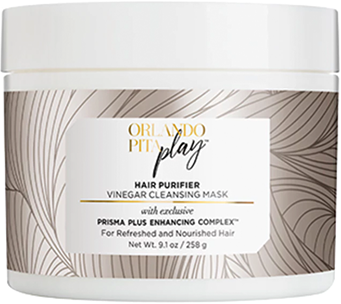 ORLANDO
PITA play™
HAIR PURIFIER
VINEGAR CLEANSING MASK
with exclusive
PRISMA PLUS ENHANCING COMPLEX™
For Refreshed and Nourished Hair
Net Wt. 9.1 oz / 258 g